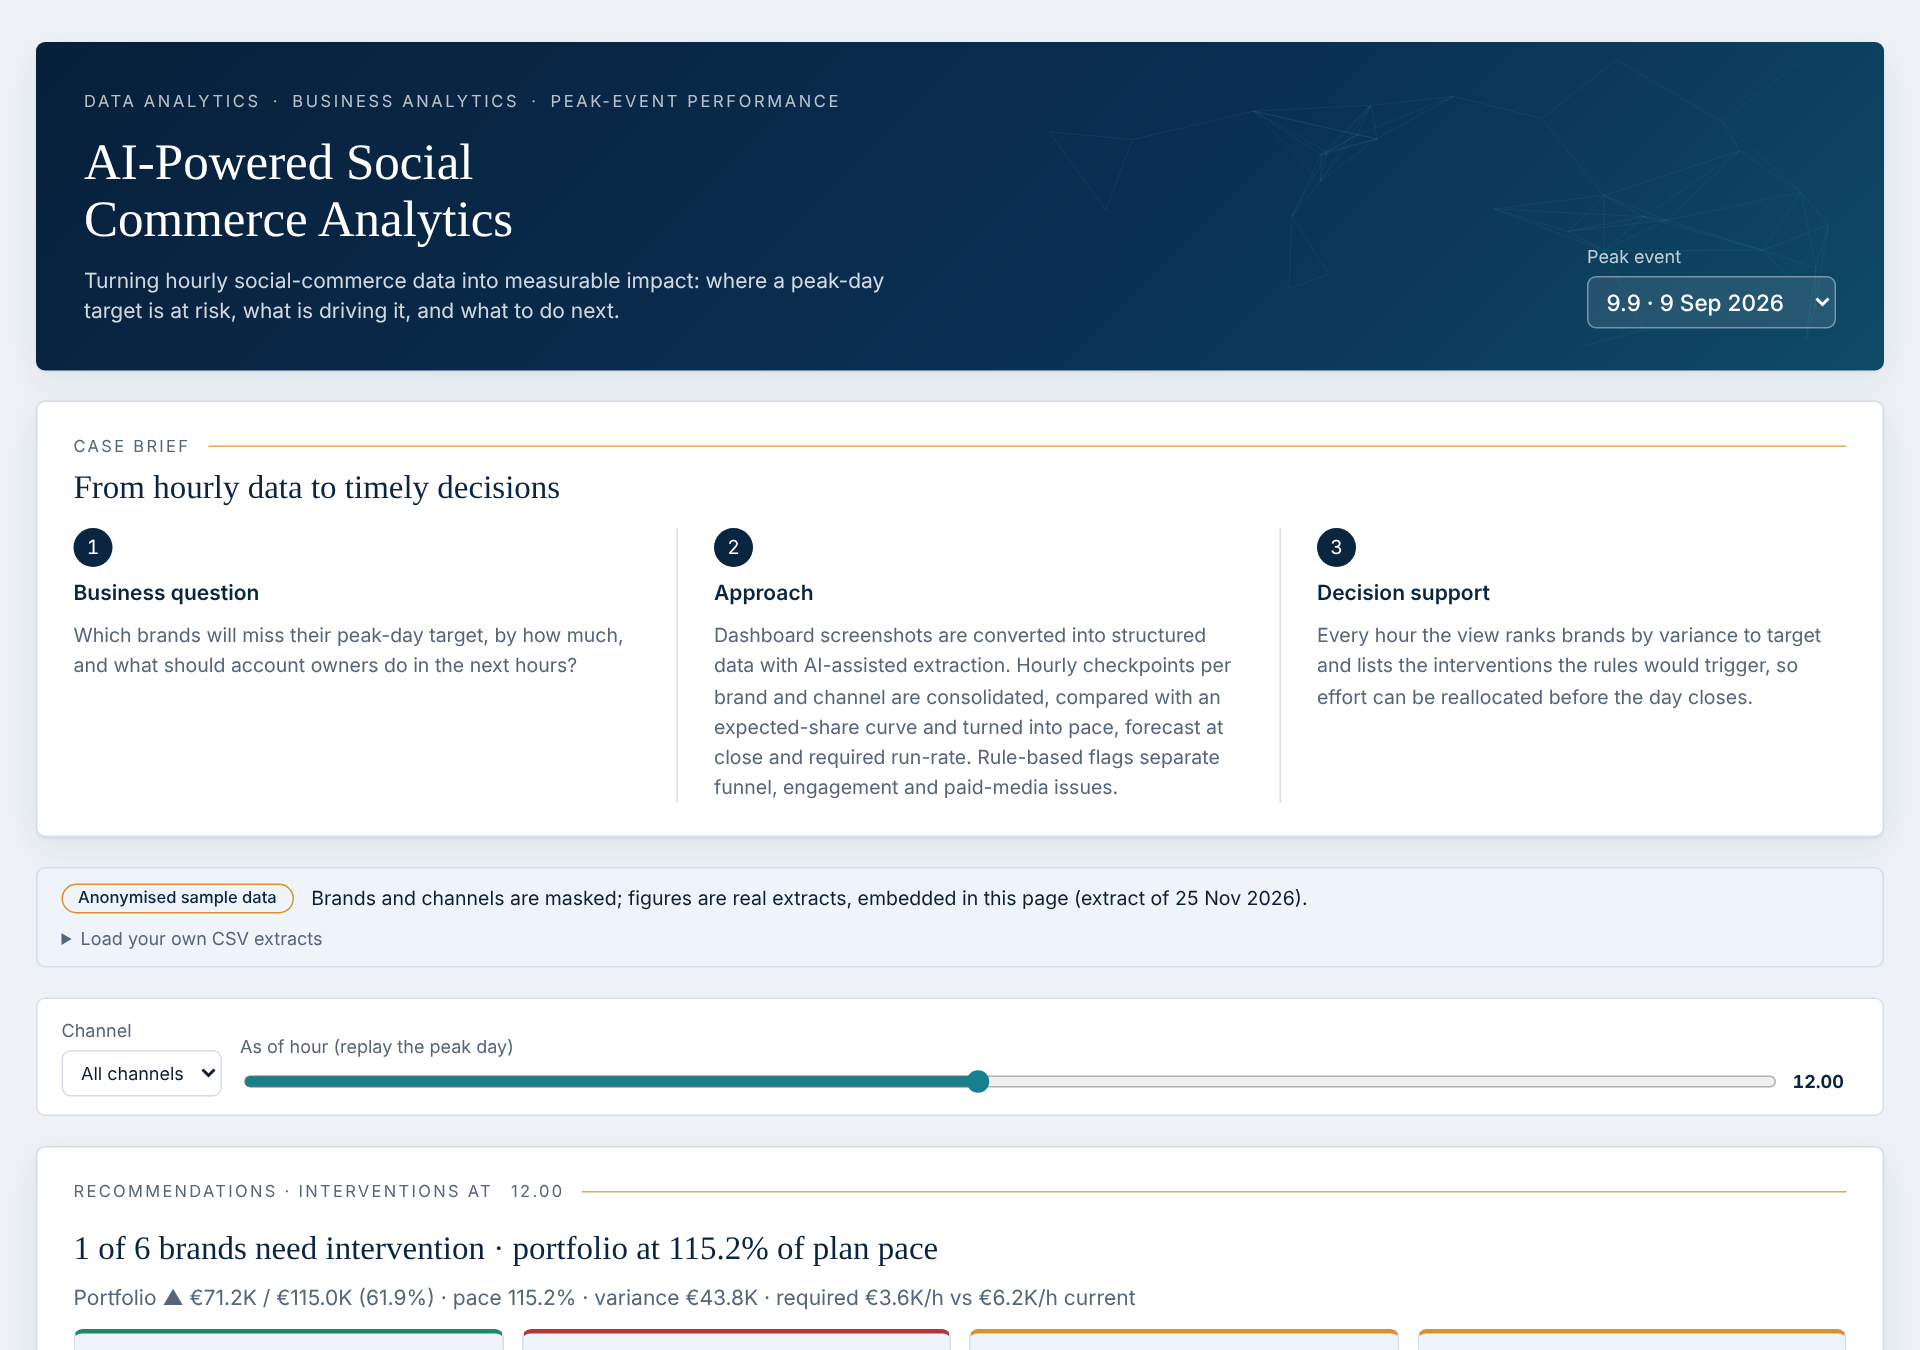 DATA ANALYTICS · BUSINESS ANALYTICS · PEAK-EVENT PERFORMANCE
AI-Powered Social
Commerce Analytics
Turning hourly social-commerce data into measurable impact: where a peak-day
target is at risk, what is driving it, and what to do next.
Peak event
9.9 · 9 Sep 2026
CASE BRIEF
From hourly data to timely decisions
1
Business question
Which brands will miss their peak-day target, by how much,
and what should account owners do in the next hours?
2
Approach
Dashboard screenshots are converted into structured
data with AI-assisted extraction. Hourly checkpoints per
brand and channel are consolidated, compared with an
expected-share curve and turned into pace, forecast at
close and required run-rate. Rule-based flags separate
funnel, engagement and paid-media issues.
3
Decision support
Every hour the view ranks brands by variance to target
and lists the interventions the rules would trigger, so
effort can be reallocated before the day closes.
Anonymised sample data Brands and channels are masked; figures are real extracts, embedded in this page (extract of 25 Nov 2026).
▶ Load your own CSV extracts
Channel
All channels
As of hour (replay the peak day)
12.00
RECOMMENDATIONS · INTERVENTIONS AT 12.00
1 of 6 brands need intervention · portfolio at 115.2% of plan pace
Portfolio ▲ €71.2K / €115.0K (61.9%) · pace 115.2% · variance €43.8K · required €3.6K/h vs €6.2K/h current